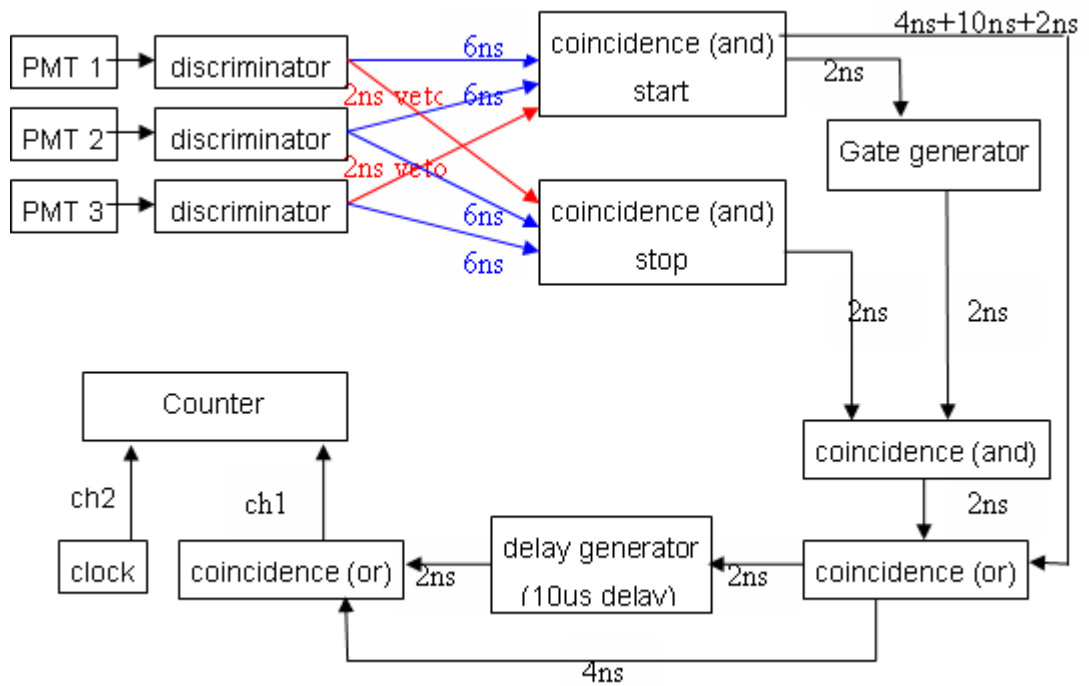 4ns+10ns+2ns
PMT 1
discriminator
6ns
coincidence (and)
start
2ns
2ns veto
6ns
PMT 2
discriminator
Gate generator
2ns veto
PMT 3
discriminator
6ns
coincidence (and)
stop
6ns
2ns
2ns
Counter
coincidence (and)
ch2
ch1
2ns
clock
coincidence (or)
2ns
delay generator
(10us delay)
2ns
coincidence (or)
4ns